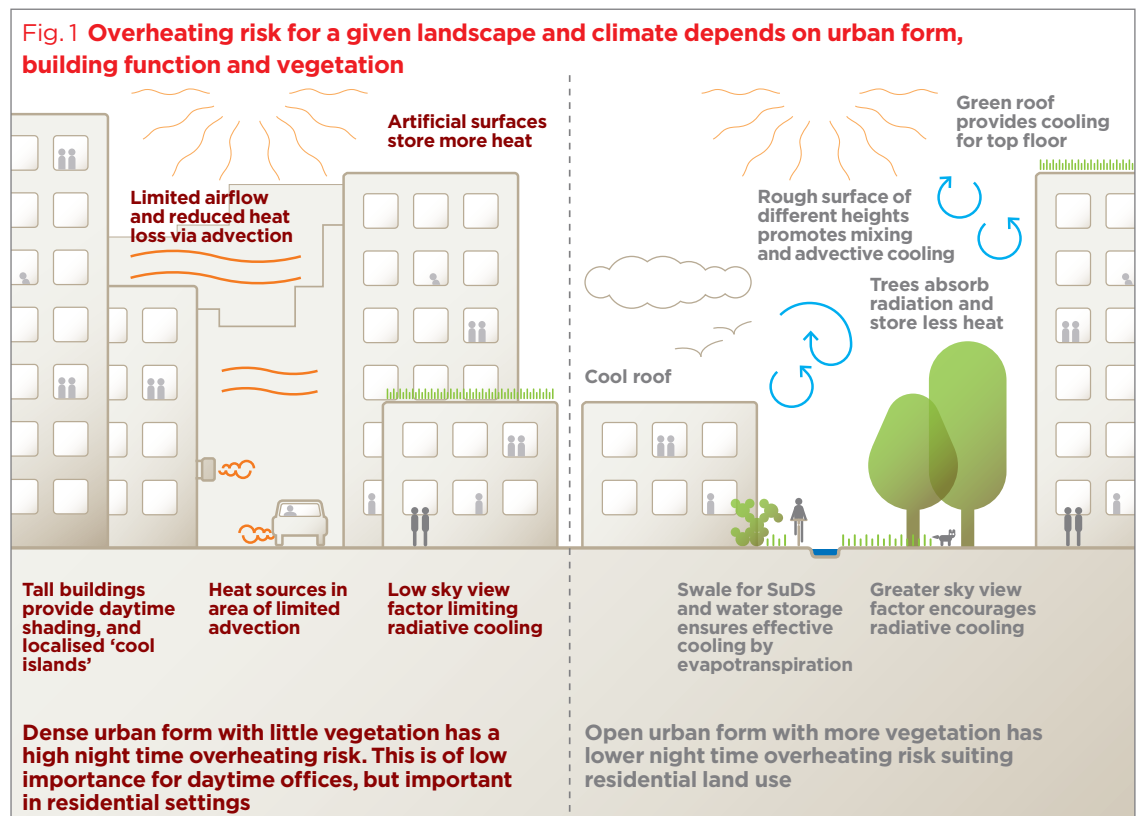 Fig. 1 Overheating risk for a given landscape and climate depends on urban form,
building function and vegetation
Artificial surfaces
store more heat
Limited airflow
and reduced heat
loss via advection
Tall buildings
provide daytime
shading, and
localised ‘cool
islands’
Heat sources in
area of limited
advection
Low sky view
factor limiting
radiative cooling
Dense urban form with little vegetation has a
high night time overheating risk. This is of low
importance for daytime offices, but important
in residential settings
Green roof
provides cooling
for top floor
Rough surface of
different heights
promotes mixing
and advective cooling
Trees absorb
radiation and
store less heat
Cool roof
Swale for SuDS
and water storage
ensures effective
cooling by
evapotranspiration
Greater sky view
factor encourages
radiative cooling
Open urban form with more vegetation has
lower night time overheating risk suiting
residential land use